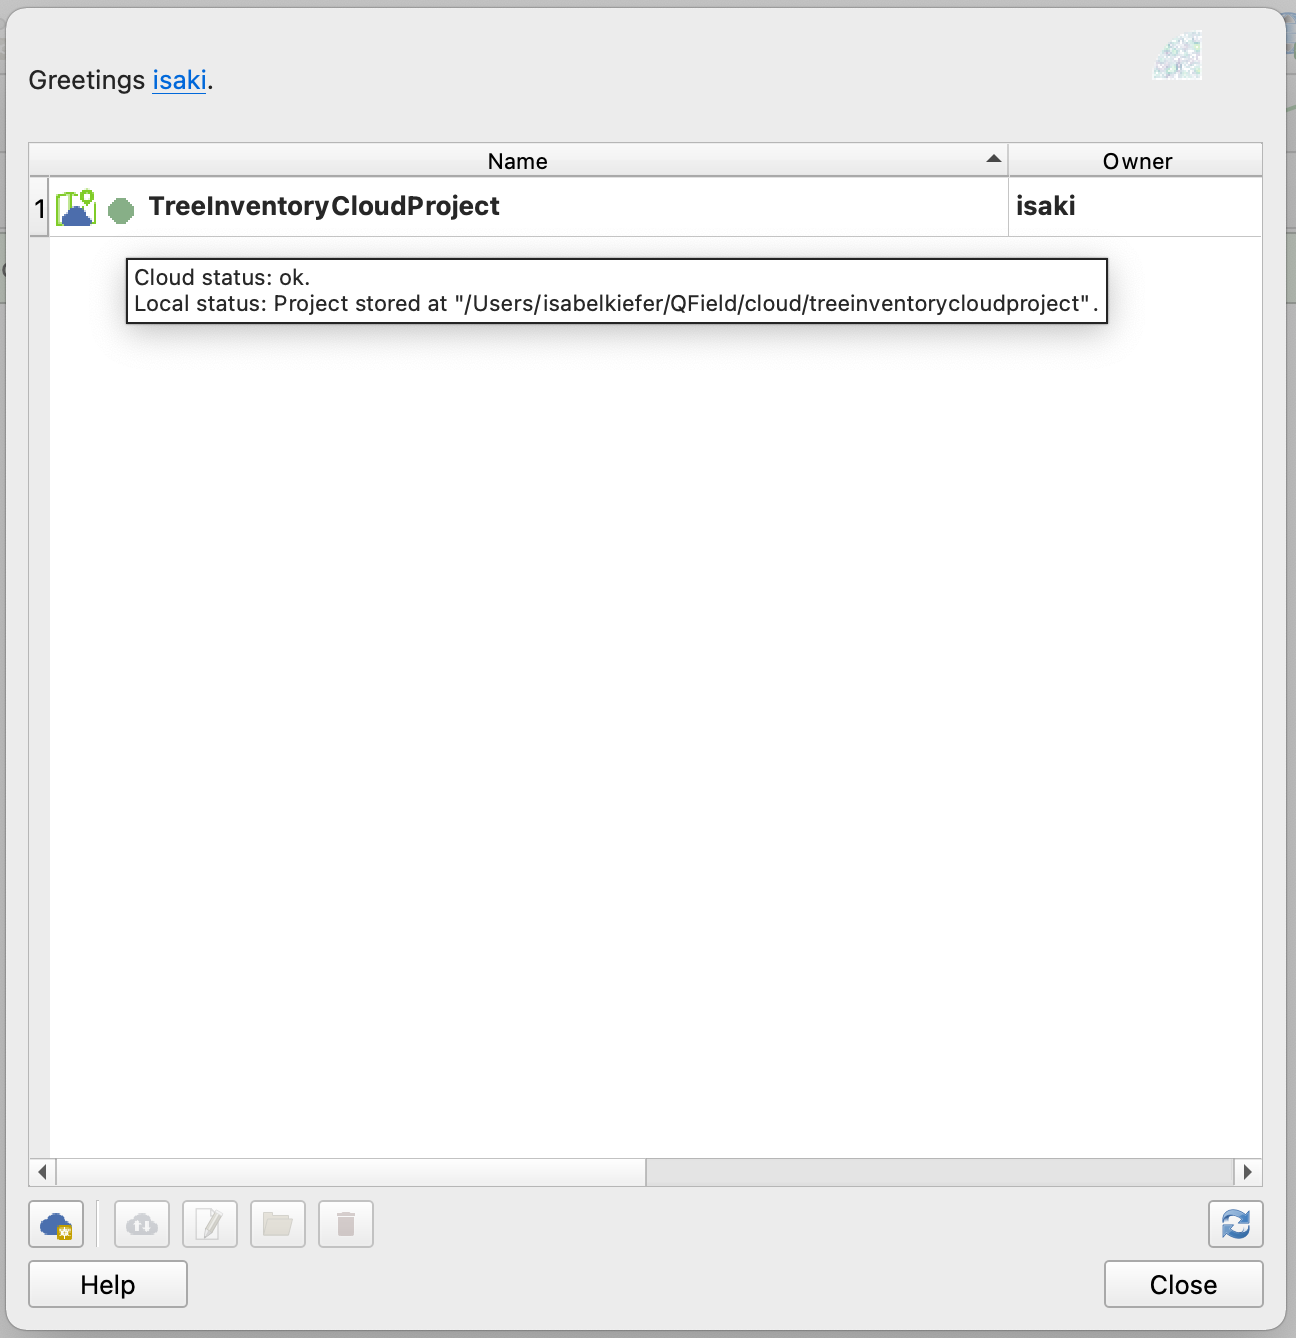 Greetings isaki.
Name Owner
1 TreeInventoryCloudProject isaki
Cloud status: ok.
Local status: Project stored at "/Users/isabelkiefer/QField/cloud/treeinventorycloudproject".
Help Close